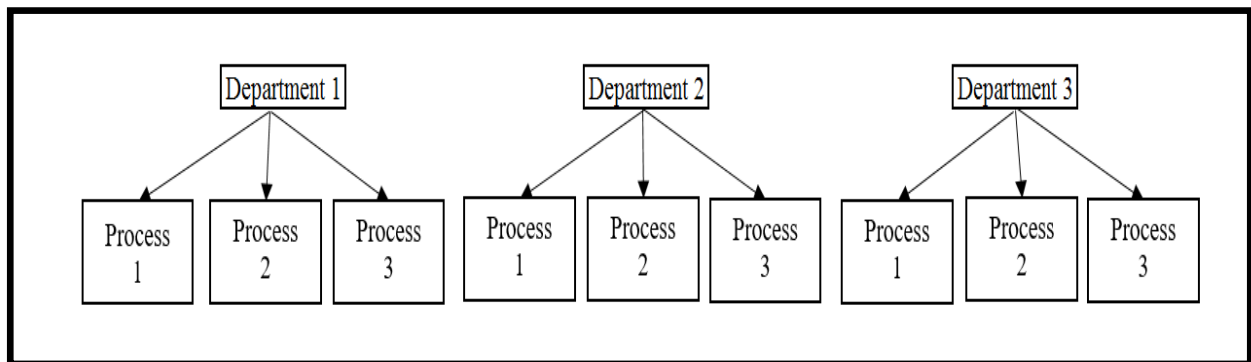 Department 1
Department 2
Department 3
Process
1
Process
2
Process
3
Process
1
Process
2
Process
3
Process
1
Process
2
Process
3